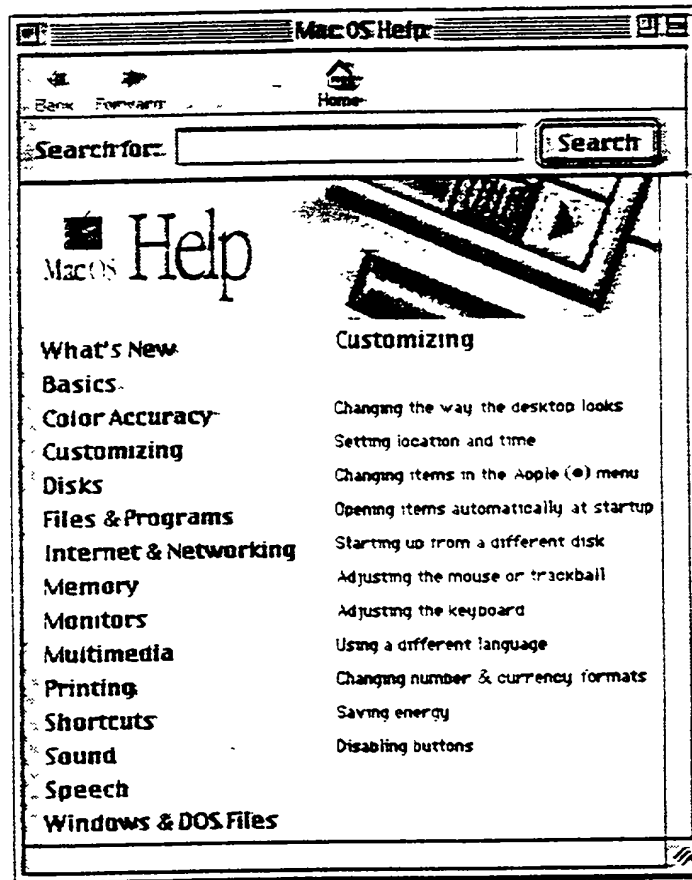 Mac OS Help
Back Forward Home
Search for: Search
Mac OS Help
What's New
Basics
Color Accuracy
Customizing
Disks
Files & Programs
Internet & Networking
Memory
Monitors
Multimedia
Printing
Shortcuts
Sound
Speech
Windows & DOS Files
Customizing
Changing the way the desktop looks
Setting location and time
Changing items in the Apple () menu
Opening items automatically at startup
Starting up from a different disk
Adjusting the mouse or trackball
Adjusting the keyboard
Using a different language
Changing number & currency formats
Saving energy
Disabling buttons